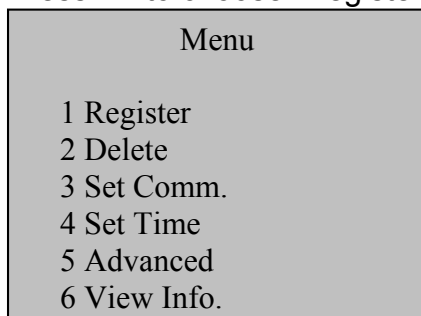 Menu
1 Register
2 Delete
3 Set Comm.
4 Set Time
5 Advanced
6 View Info.